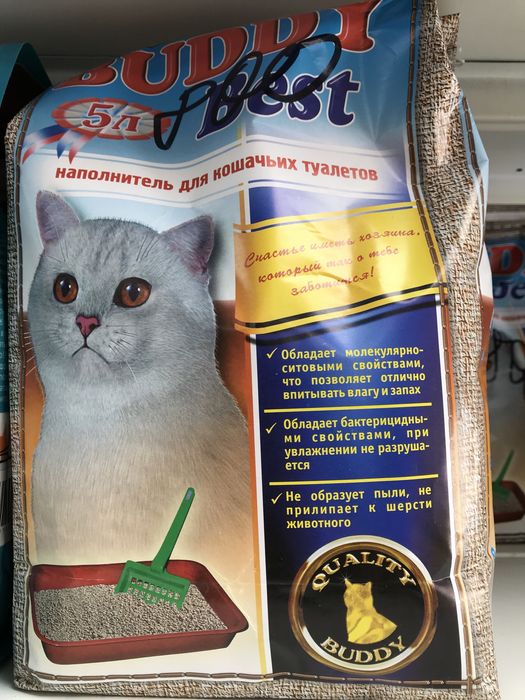 BUDDY
Best
5л
наполнитель для кошачьих туалетов
Счастье иметь хозяина,
который так о тебе
заботится!
✓ Обладает молекулярно-
ситовыми свойствами,
что позволяет отлично
впитывать влагу и запах
✓ Обладает бактерицидны-
ми свойствами, при
увлажнении не разруша-
ется
✓ Не образует пыли, не
прилипает к шерсти
животного
QUALITY
BUDDY